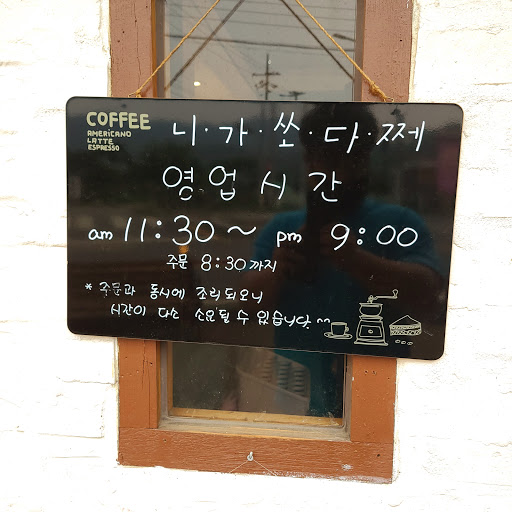 COFFEE
AMERICANO
LATTE
ESPRESSO
니·가·쏘·다·쩨
영업시간
am 11:30 ~ pm 9:00
주문 8:30까지
* 주문과 동시에 조리되오니
시간이 다소 소요될 수 있습니다. ^^